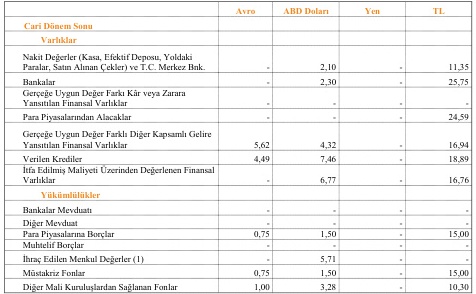 Avro ABD Doları Yen TL
Cari Dönem Sonu
Varlıklar
Nakit Değerler (Kasa, Efektif Deposu, Yoldaki
Paralar, Satın Alınan Çekler) ve T.C. Merkez Bnk. - 2,10 - 11,35
Bankalar - 2,30 - 25,75
Gerçeğe Uygun Değer Farkı Kâr veya Zarara
Yansıtılan Finansal Varlıklar - - - -
Para Piyasalarından Alacaklar - - - 24,59
Gerçeğe Uygun Değer Farklı Diğer Kapsamlı Gelire
Yansıtılan Finansal Varlıklar 5,62 4,32 - 16,94
Verilen Krediler 4,49 7,46 - 18,89
İtfa Edilmiş Maliyeti Üzerinden Değerlenen Finansal
Varlıklar - 6,77 - 16,76
Yükümlülükler
Bankalar Mevduatı - - - -
Diğer Mevduat - - - -
Para Piyasalarına Borçlar 0,75 1,50 - 15,00
Muhtelif Borçlar - - - -
İhraç Edilen Menkul Değerler (1) - 5,71 - -
Müstakriz Fonlar 0,75 1,50 - 15,00
Diğer Mali Kuruluşlardan Sağlanan Fonlar 1,00 3,28 - 10,30